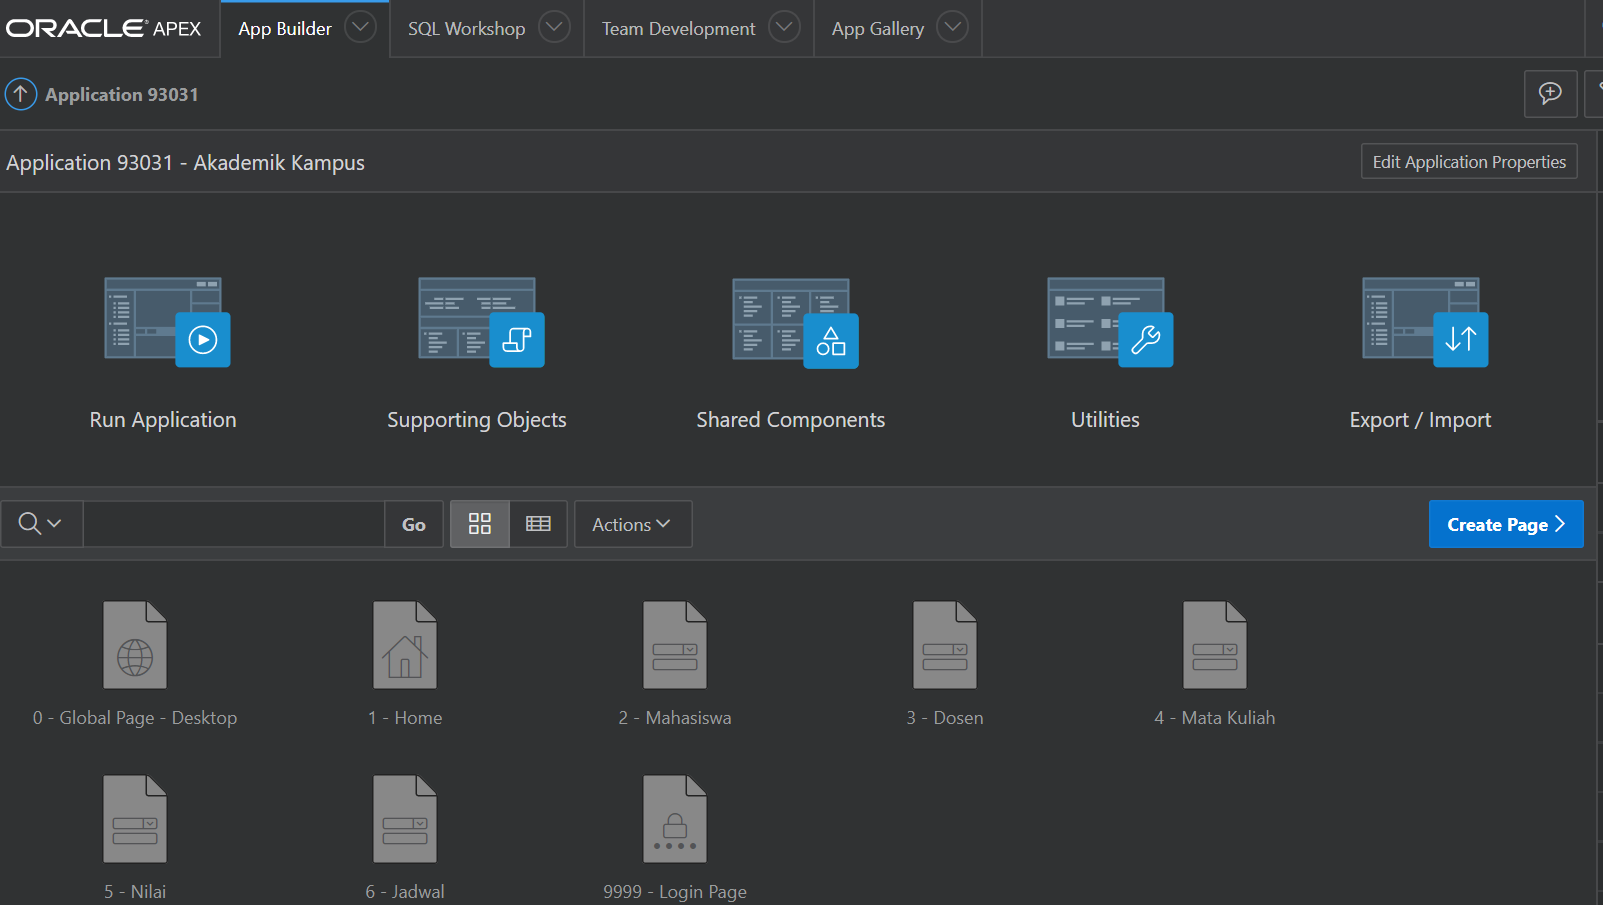 ORACLE APEX
App Builder
SQL Workshop
Team Development
App Gallery
Application 93031
Application 93031 - Akademik Kampus
Edit Application Properties
Run Application
Supporting Objects
Shared Components
Utilities
Export / Import
Go
Actions
Create Page
0 - Global Page - Desktop
1 - Home
2 - Mahasiswa
3 - Dosen
4 - Mata Kuliah
5 - Nilai
6 - Jadwal
9999 - Login Page